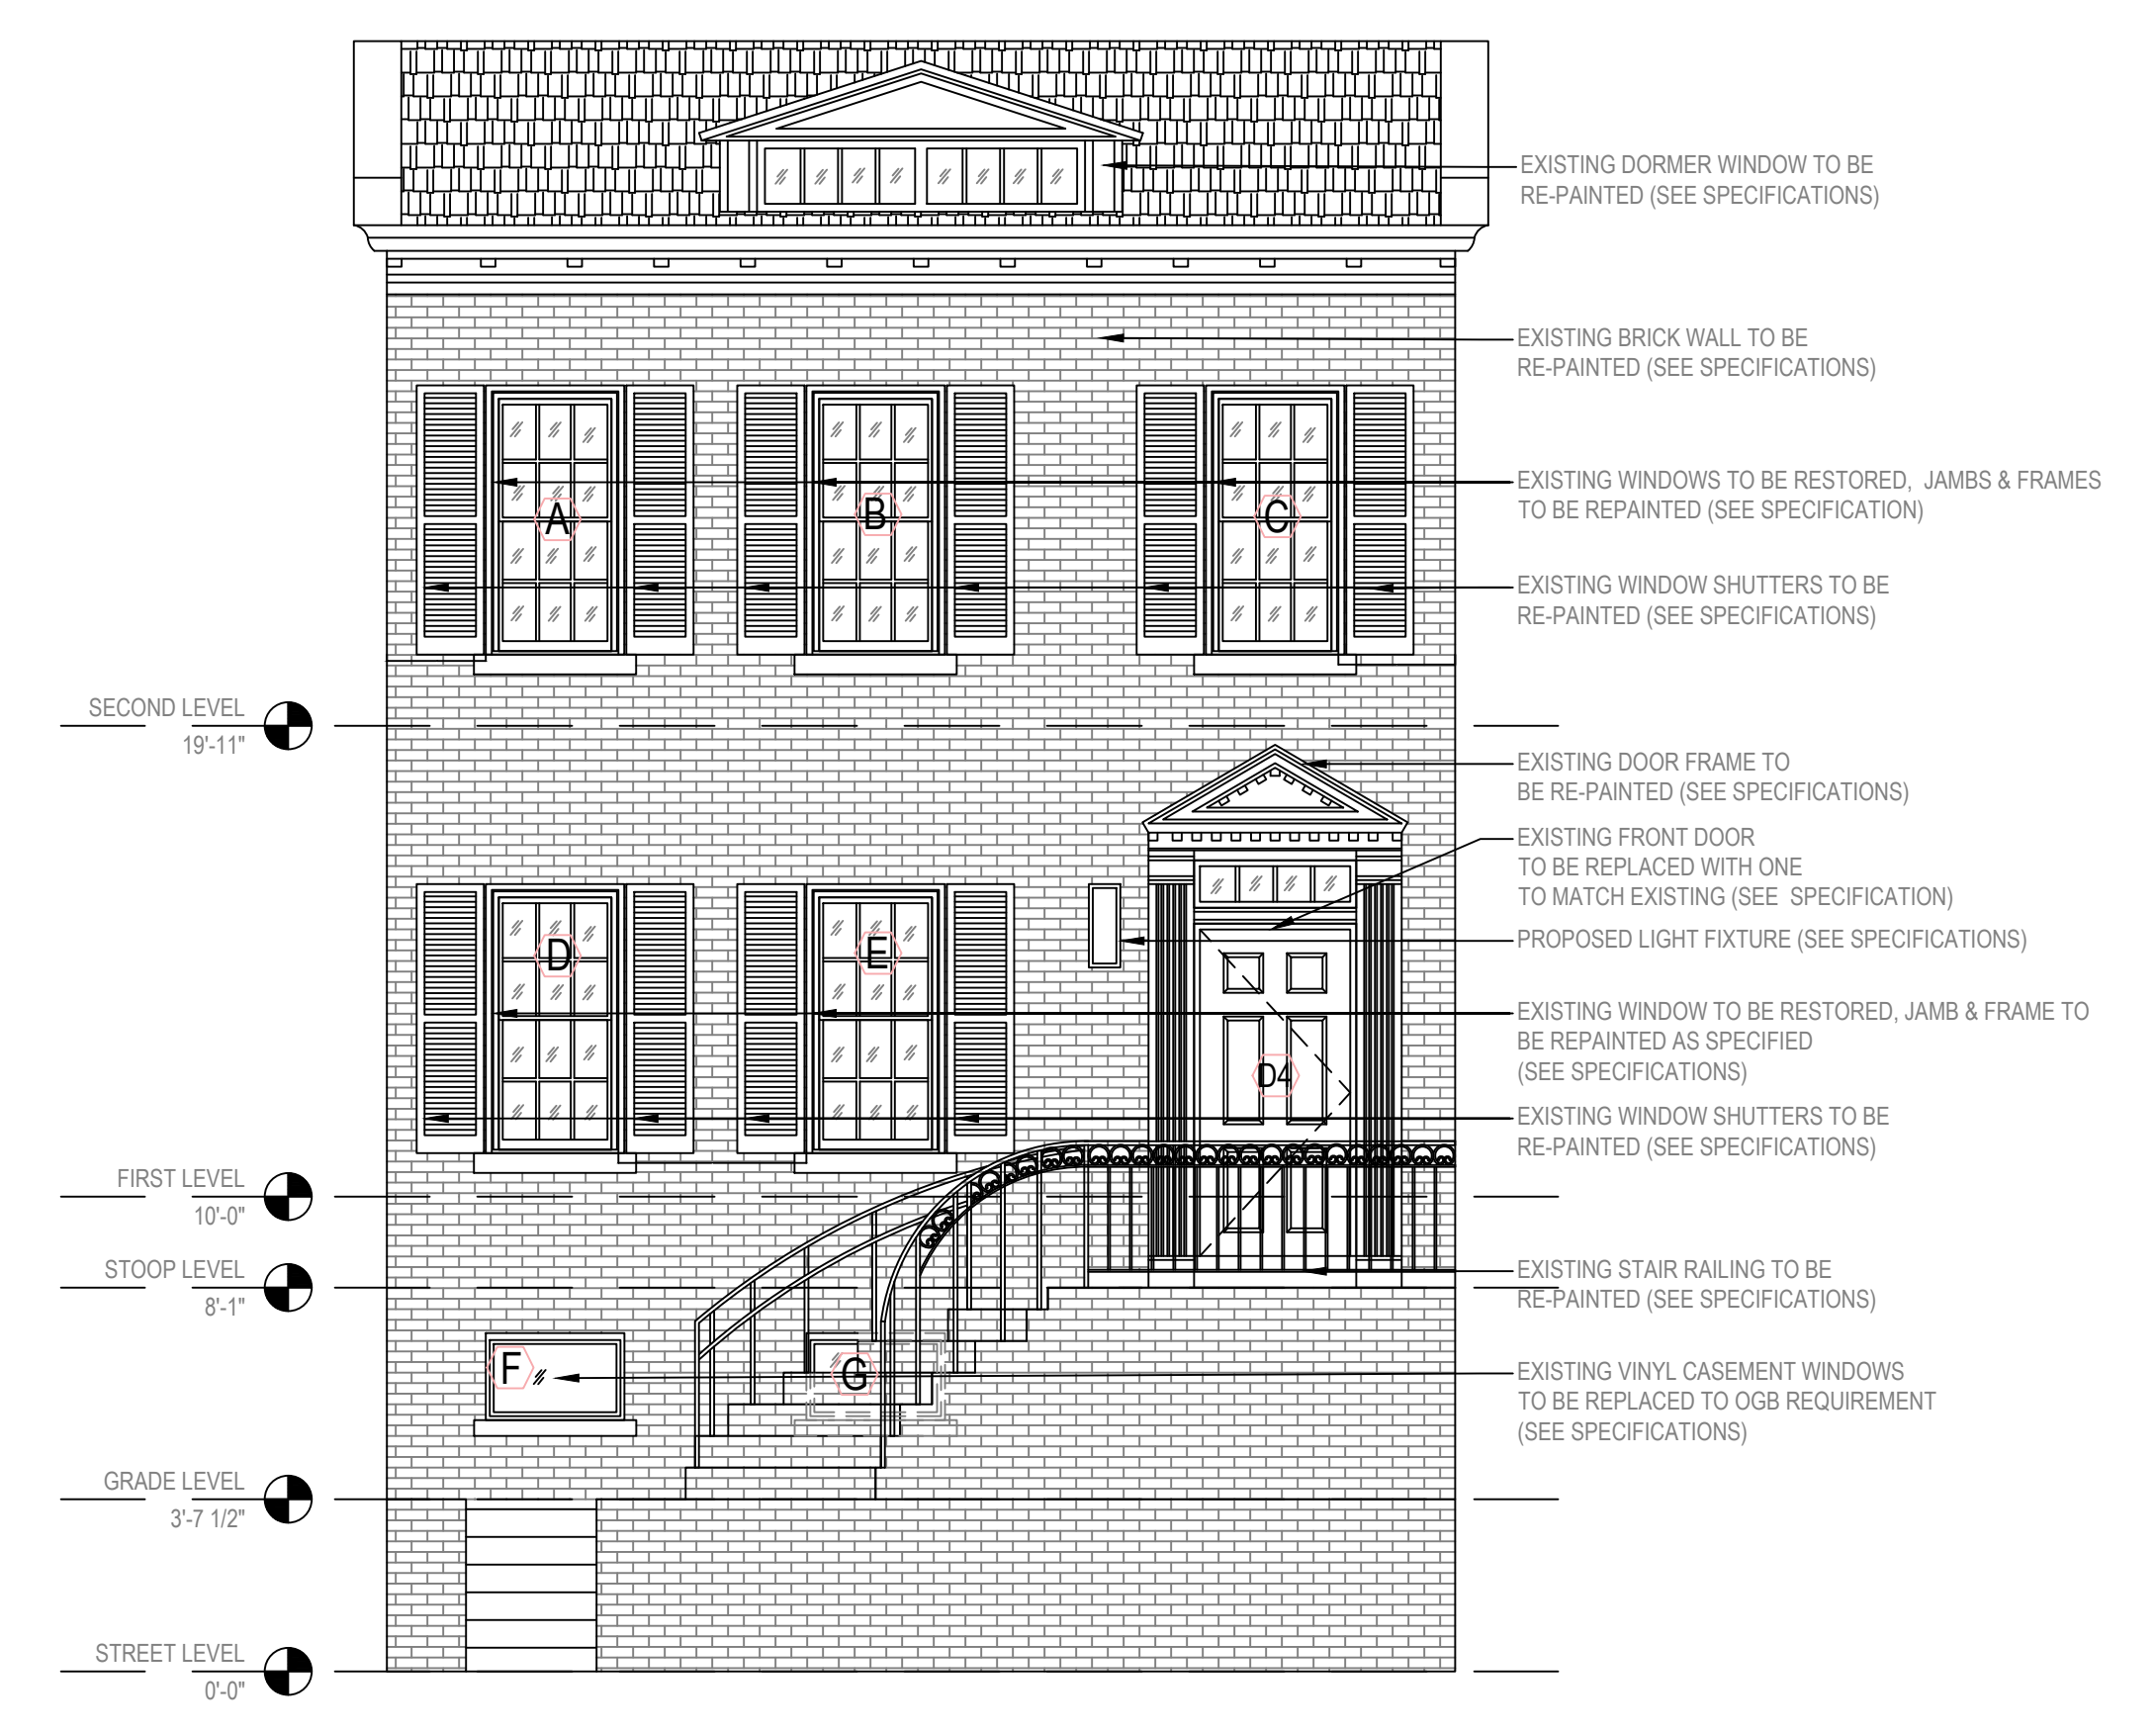 EXISTING DORMER WINDOW TO BE
RE-PAINTED (SEE SPECIFICATIONS)
EXISTING BRICK WALL TO BE
RE-PAINTED (SEE SPECIFICATIONS)
EXISTING WINDOWS TO BE RESTORED, JAMBS & FRAMES
TO BE REPAINTED (SEE SPECIFICATION)
A
B
C
EXISTING WINDOW SHUTTERS TO BE
RE-PAINTED (SEE SPECIFICATIONS)
SECOND LEVEL
19'-11"
EXISTING DOOR FRAME TO
BE RE-PAINTED (SEE SPECIFICATIONS)
EXISTING FRONT DOOR
TO BE REPLACED WITH ONE
TO MATCH EXISTING (SEE SPECIFICATION)
PROPOSED LIGHT FIXTURE (SEE SPECIFICATIONS)
D
E
EXISTING WINDOW TO BE RESTORED, JAMB & FRAME TO
BE REPAINTED AS SPECIFIED
(SEE SPECIFICATIONS)
D4
EXISTING WINDOW SHUTTERS TO BE
RE-PAINTED (SEE SPECIFICATIONS)
FIRST LEVEL
10'-0"
STOOP LEVEL
8'-1"
EXISTING STAIR RAILING TO BE
RE-PAINTED (SEE SPECIFICATIONS)
F
G
EXISTING VINYL CASEMENT WINDOWS
TO BE REPLACED TO OGB REQUIREMENT
(SEE SPECIFICATIONS)
GRADE LEVEL
3'-7 1/2"
STREET LEVEL
0'-0"